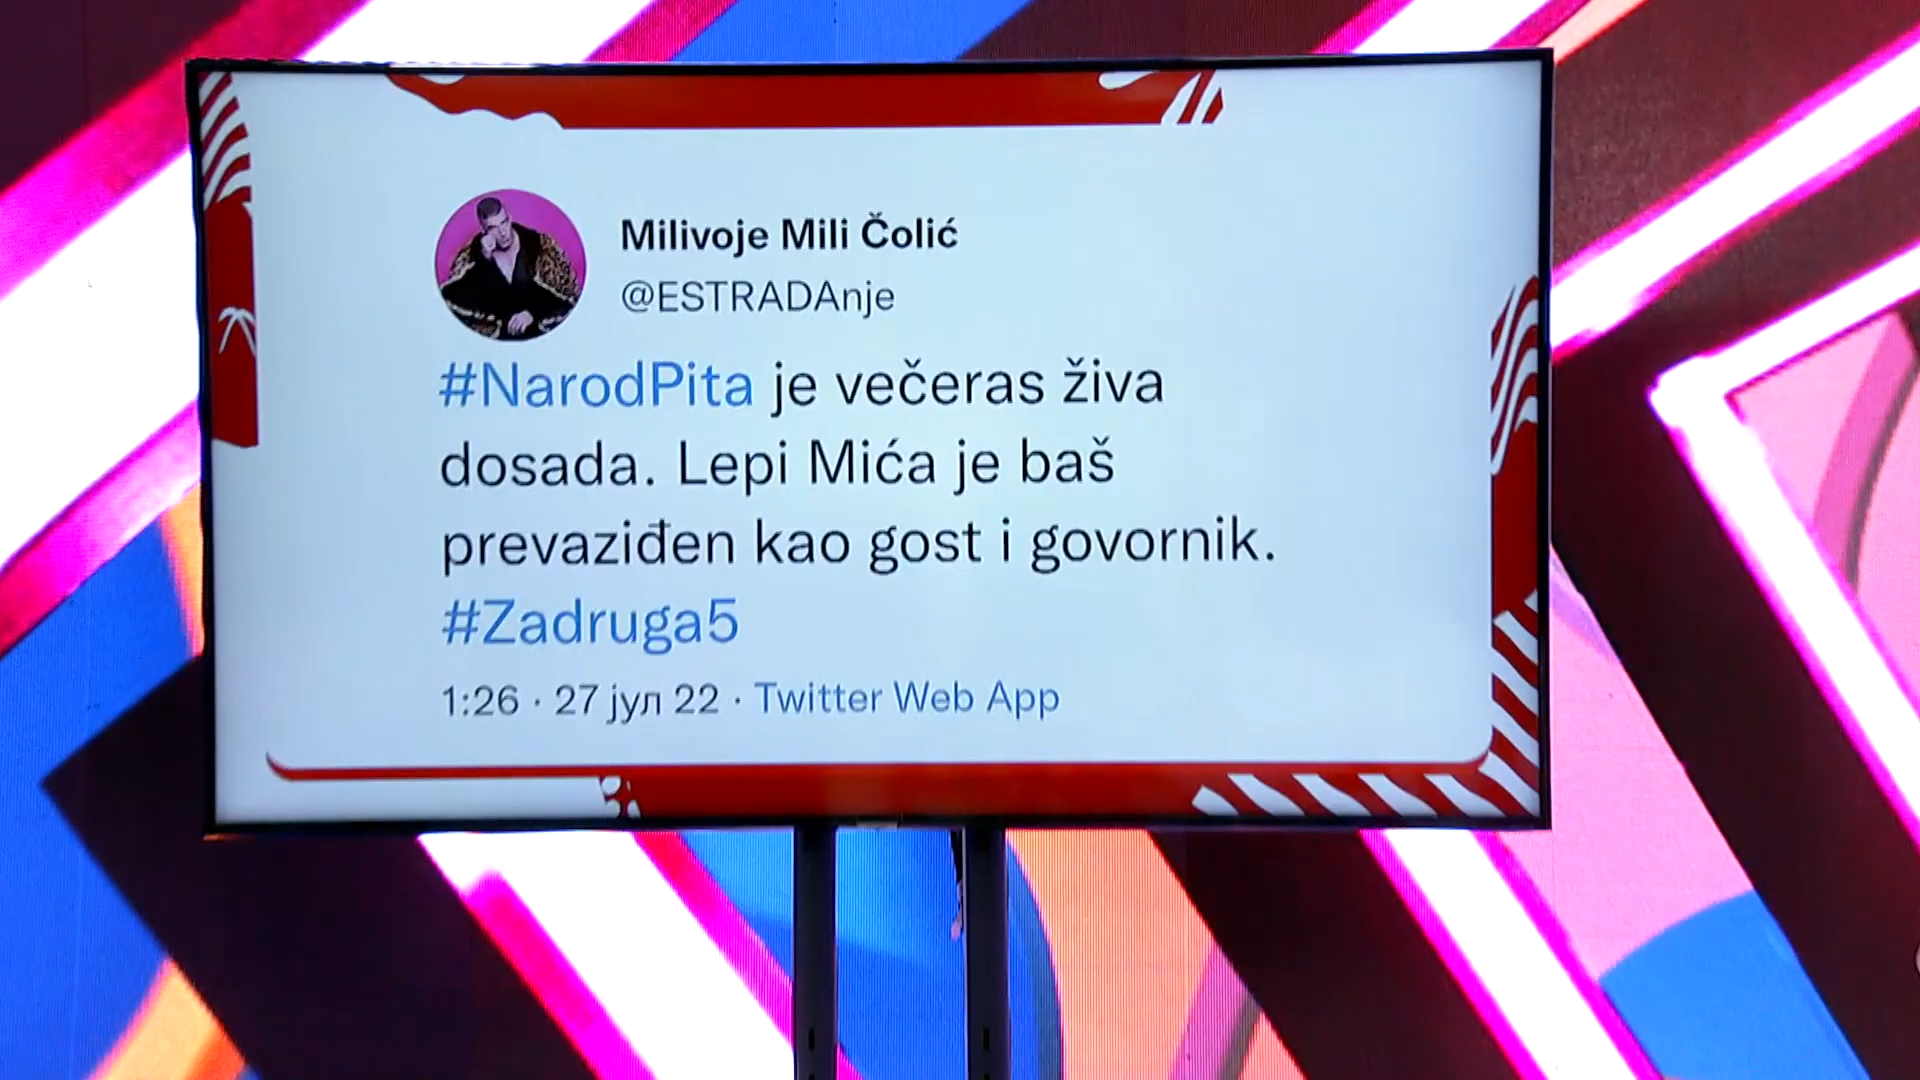 Milivoje Mili Čolić
@ESTRADAnje
#NarodPita je večeras živa
dosada. Lepi Mića je baš
prevaziđen kao gost i govornik.
#Zadruga5
1:26 · 27 јул 22 · Twitter Web App